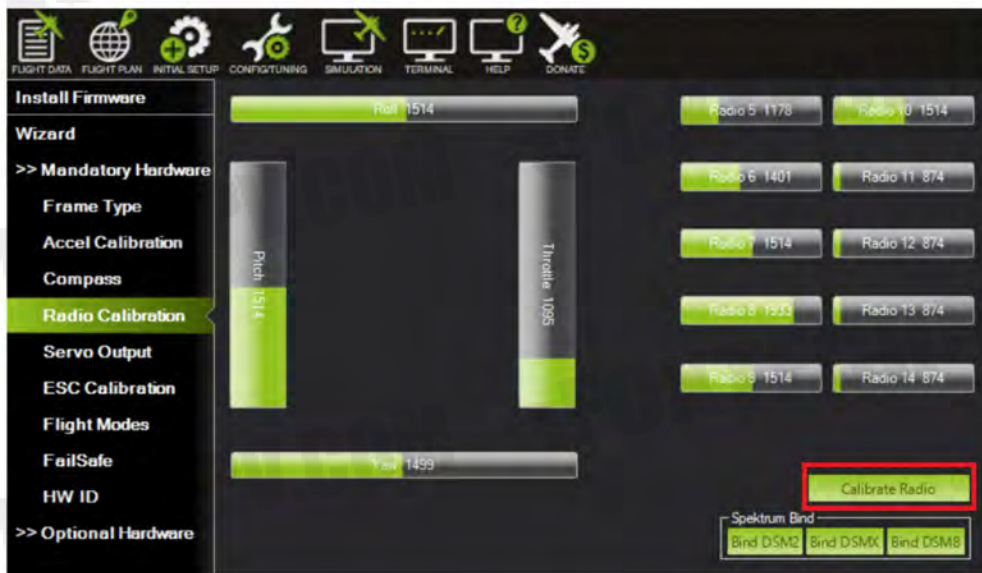 FLIGHT DATA FLIGHT PLAN INITIAL SETUP CONFIG/TUNING SIMULATION TERMINAL HELP DONATE
Install Firmware
Wizard
>> Mandatory Hardware
Frame Type
Accel Calibration
Compass
Radio Calibration
Servo Output
ESC Calibration
Flight Modes
FailSafe
HW ID
>> Optional Hardware
Roll 1514
Pitch 1514
Throttle 1095
Yaw 1499
Radio 5 1178
Radio 10 1514
Radio 6 1401
Radio 11 874
Radio 7 1514
Radio 12 874
Radio 8 1933
Radio 13 874
Radio 9 1514
Radio 14 874
Calibrate Radio
Spektrum Bind
Bind DSM2 Bind DSMX Bind DSM8